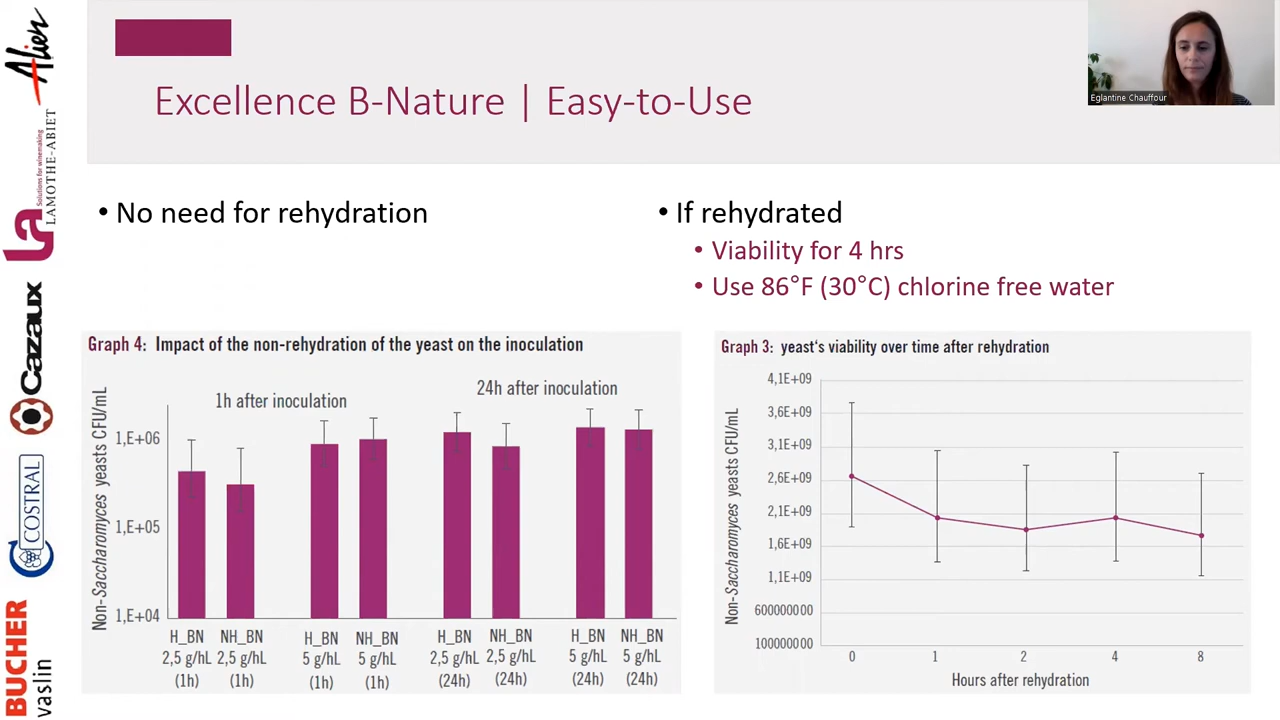 Alien
Solutions for winemaking
La
LAMOTHE-ABIET
Cazaux
COSTRAL
BUCHER
vaslin
Excellence B-Nature | Easy-to-Use
Eglantine Chauffour
• No need for rehydration
• If rehydrated
• Viability for 4 hrs
• Use 86°F (30°C) chlorine free water
Graph 4: Impact of the non-rehydration of the yeast on the inoculation
1h after inoculation
24h after inoculation
Non-Saccharomyces yeasts CFU/mL
1,E+06
1,E+05
1,E+04
H_BN NH_BN H_BN NH_BN H_BN NH_BN H_BN NH_BN
2,5 g/hL 2,5 g/hL 5 g/hL 5 g/hL 2,5 g/hL 2,5 g/hL 5 g/hL 5 g/hL
(1h) (1h) (1h) (1h) (24h) (24h) (24h) (24h)
Graph 3: yeast's viability over time after rehydration
Non-Saccharomyces yeasts CFU/mL
4,1E+09
3,6E+09
3,1E+09
2,6E+09
2,1E+09
1,6E+09
1,1E+09
600000000
100000000
0 1 2 4 8
Hours after rehydration